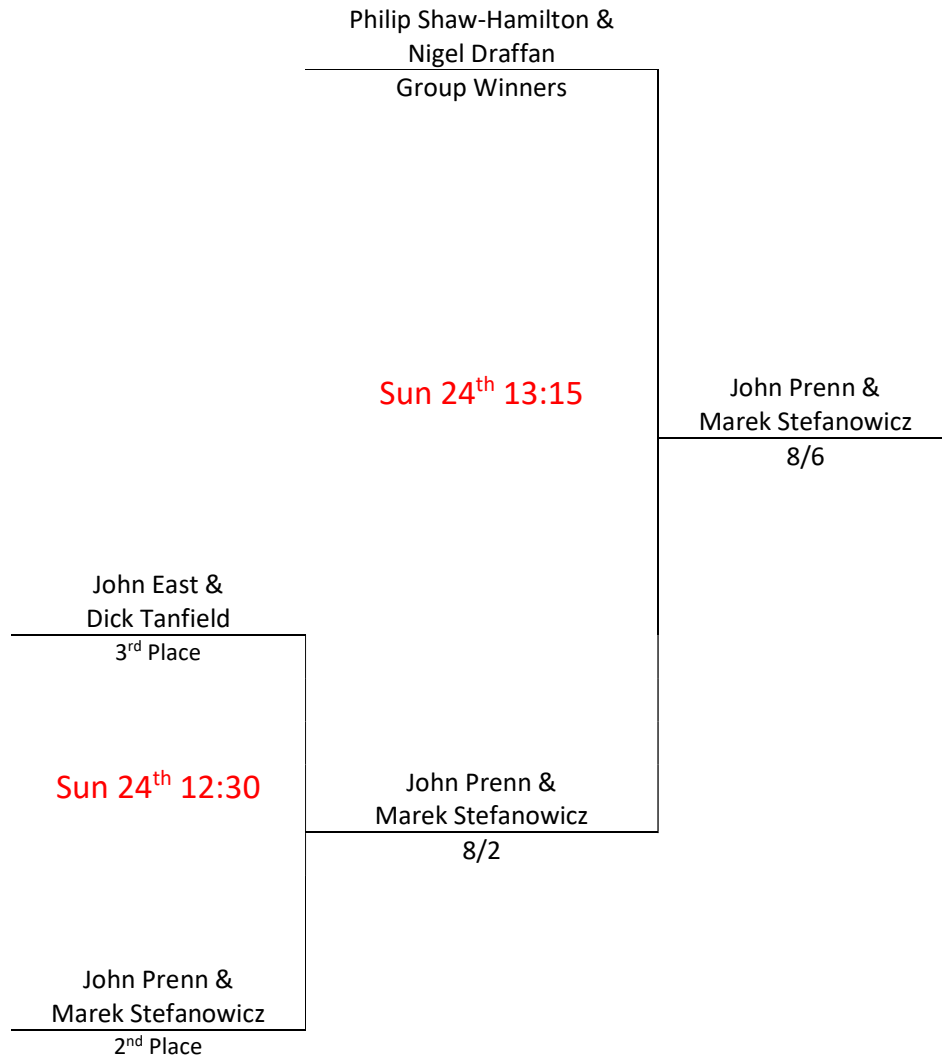 Philip Shaw-Hamilton &
Nigel Draffan
Group Winners
Sun 24th 13:15
John Prenn &
Marek Stefanowicz
8/6
John East &
Dick Tanfield
3rd Place
Sun 24th 12:30
John Prenn &
Marek Stefanowicz
8/2
John Prenn &
Marek Stefanowicz
2nd Place